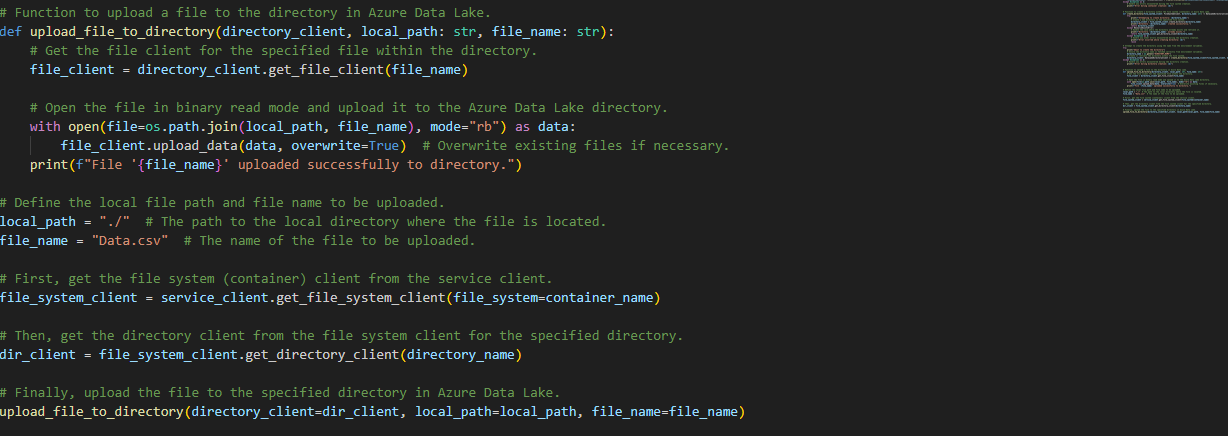 # Function to upload a file to the directory in Azure Data Lake.
def upload_file_to_directory(directory_client, local_path: str, file_name: str):
    # Get the file client for the specified file within the directory.
    file_client = directory_client.get_file_client(file_name)

    # Open the file in binary read mode and upload it to the Azure Data Lake directory.
    with open(file=os.path.join(local_path, file_name), mode="rb") as data:
        file_client.upload_data(data, overwrite=True)  # Overwrite existing files if necessary.
    print(f"File '{file_name}' uploaded successfully to directory.")

# Define the local file path and file name to be uploaded.
local_path = "./"  # The path to the local directory where the file is located.
file_name = "Data.csv"  # The name of the file to be uploaded.

# First, get the file system (container) client from the service client.
file_system_client = service_client.get_file_system_client(file_system=container_name)

# Then, get the directory client from the file system client for the specified directory.
dir_client = file_system_client.get_directory_client(directory_name)

# Finally, upload the file to the specified directory in Azure Data Lake.
upload_file_to_directory(directory_client=dir_client, local_path=local_path, file_name=file_name)